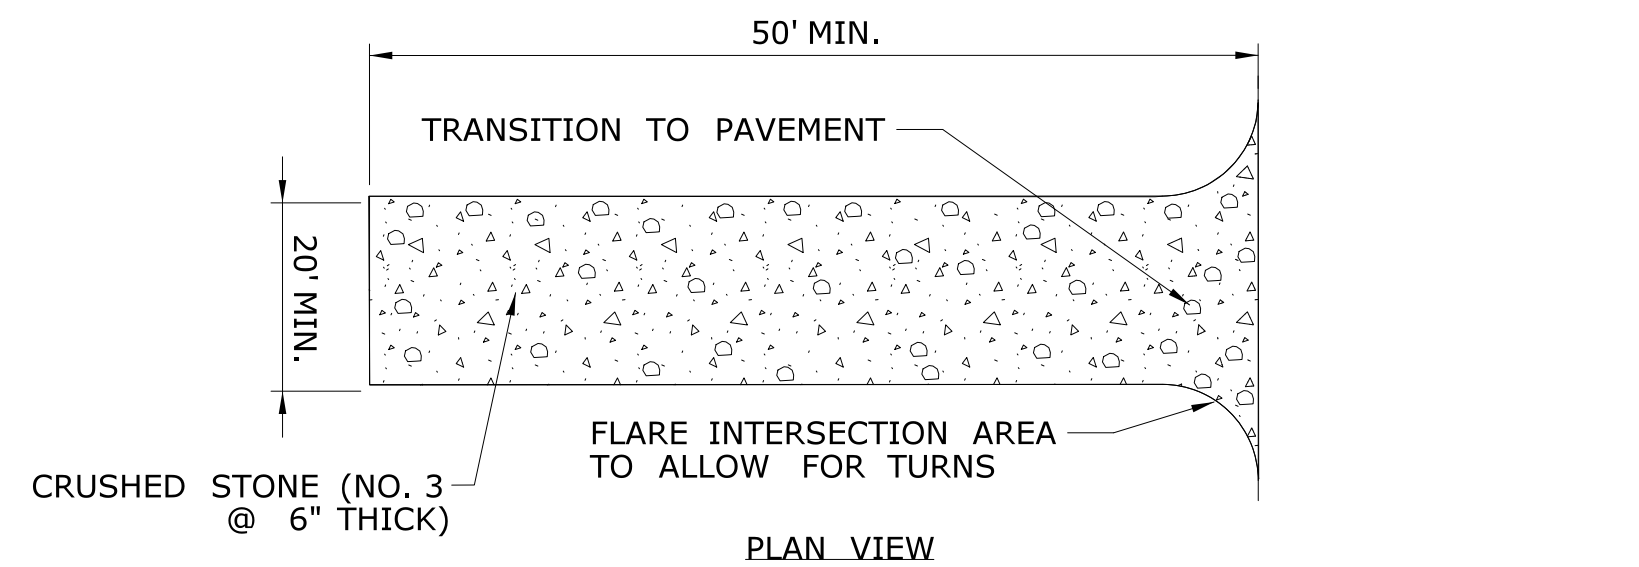 50' MIN.
TRANSITION TO PAVEMENT
20' MIN.
FLARE INTERSECTION AREA
TO ALLOW FOR TURNS
CRUSHED STONE (NO. 3
@ 6" THICK)
PLAN VIEW